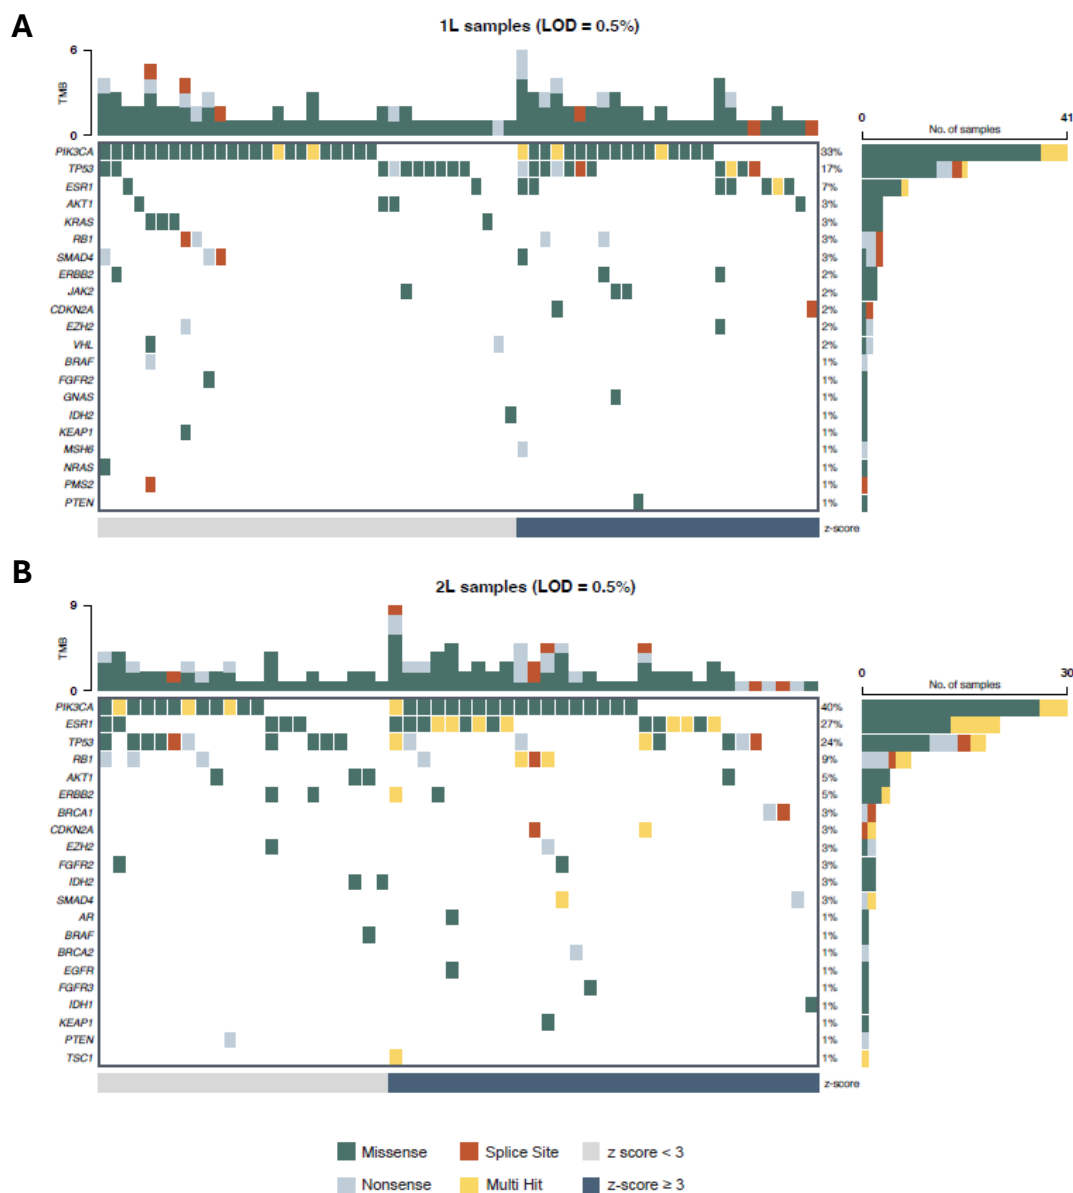 A
1L samples (LOD = 0.5%)
6
TMB
0
0
41
No. of samples
PIK3CA 33%
TP53 17%
ESR1 7%
AKT1 3%
KRAS 3%
RB1 3%
SMAD4 3%
ERBB2 2%
JAK2 2%
CDKN2A 2%
EZH2 2%
VHL 2%
BRAF 1%
FGFR2 1%
GNAS 1%
IDH2 1%
KEAP1 1%
MSH6 1%
NRAS 1%
PMS2 1%
PTEN 1%
z-score
B
2L samples (LOD = 0.5%)
9
TMB
0
0
30
No. of samples
PIK3CA 40%
ESR1 27%
TP53 24%
RB1 9%
AKT1 5%
ERBB2 5%
BRCA1 3%
CDKN2A 3%
EZH2 3%
FGFR2 3%
IDH2 3%
SMAD4 3%
AR 1%
BRAF 1%
BRCA2 1%
EGFR 1%
FGFR3 1%
IDH1 1%
KEAP1 1%
PTEN 1%
TSC1 1%
z-score
Missense Splice Site z score < 3
Nonsense Multi Hit z-score ≥ 3